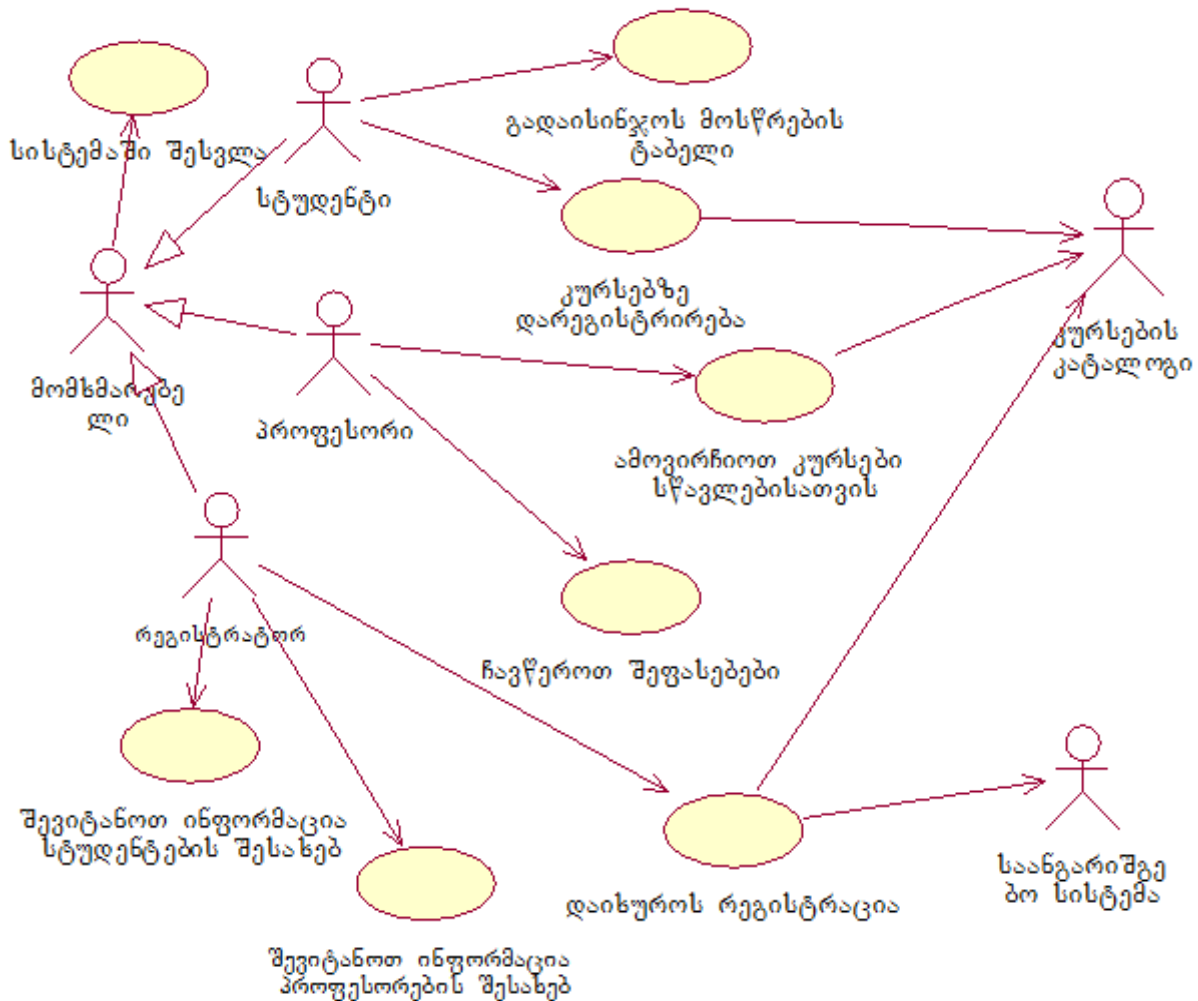 სისტემაში შესვლა
სტუდენტი
გადაისინჯოს მოსწრების
ტაბელი
კურსებზე
დარეგისტრირება
კურსების
კატალოგი
მომხმარებე
ლი
პროფესორი
ამოვირჩიოთ კურსები
სწავლებისათვის
რეგისტრატორ
ჩავწეროთ შეფასებები
შევიტანოთ ინფორმაცია
სტუდენტების შესახებ
დაიხუროს რეგისტრაცია
საანგარიშგე
ბო სისტემა
შევიტანოთ ინფორმაცია
პროფესორების შესახებ